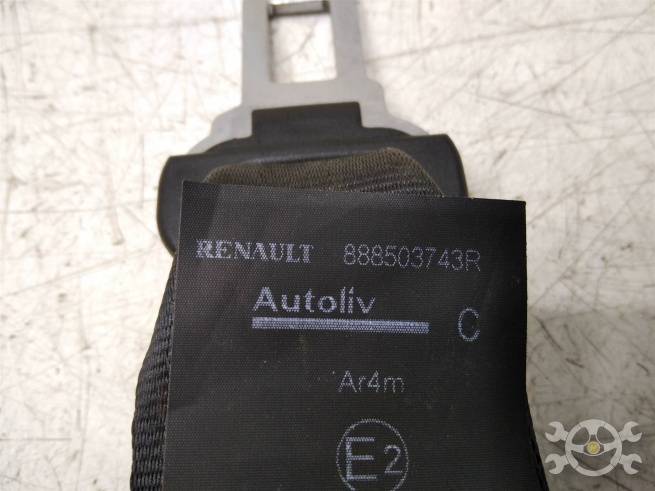 RENAULT 888503743R
Autoliv
C
Ar4m
E2